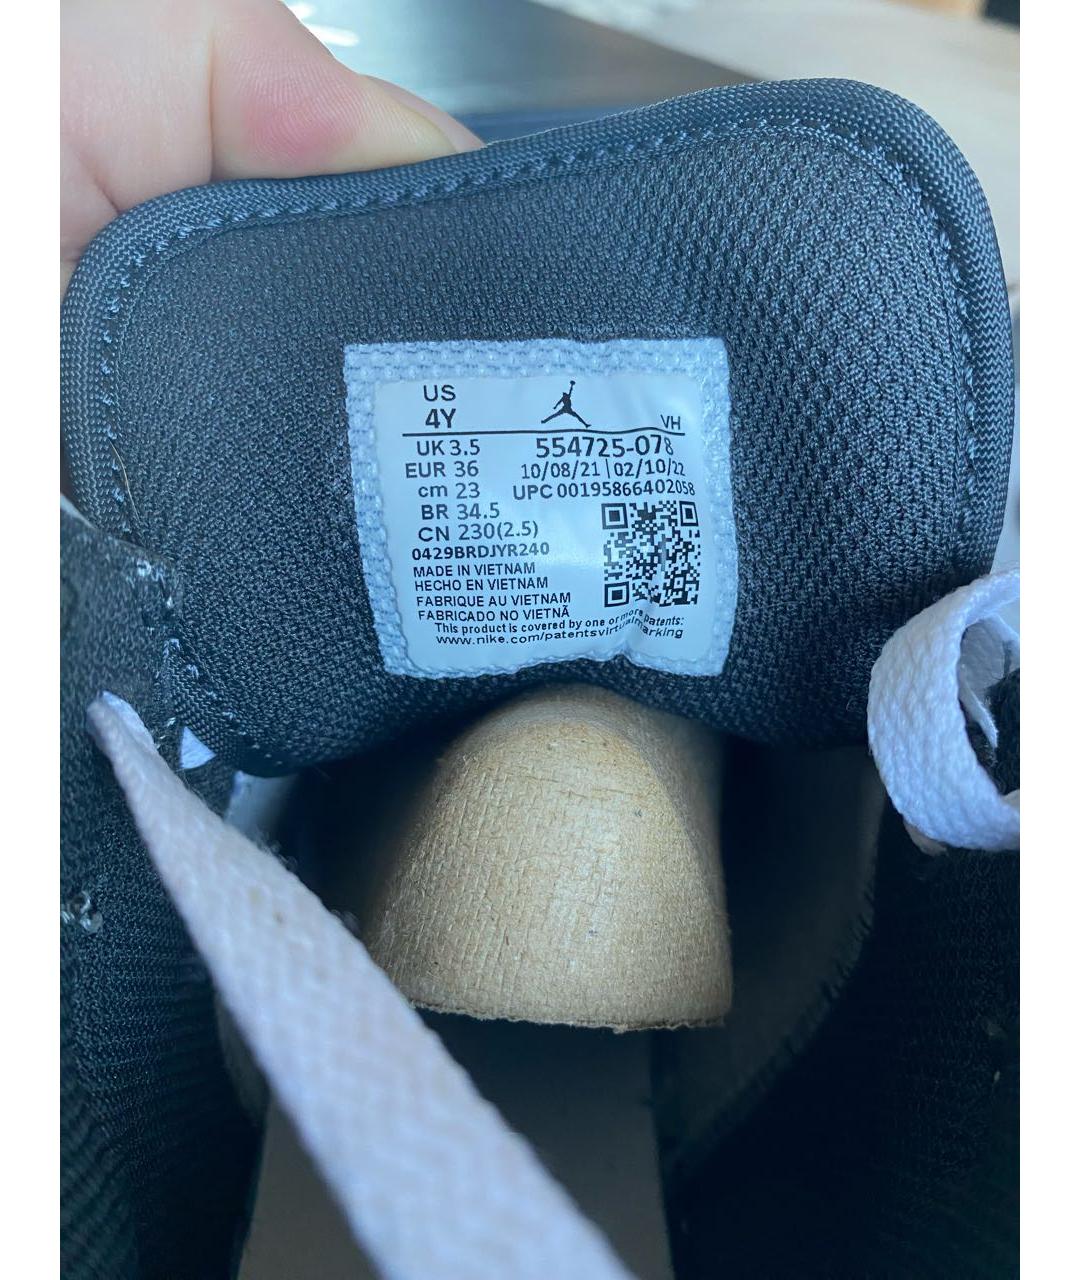 US
4Y
VH
UK 3.5
554725-078
EUR 36
10/08/21 | 02/10/22
cm 23
UPC 00195866402058
BR 34.5
CN 230(2.5)
0429BRDJYR240
MADE IN VIETNAM
HECHO EN VIETNAM
FABRIQUE AU VIETNAM
FABRICADO NO VIETNÃ
This product is covered by one or more patents:
www.nike.com/patentsvirtualmarking